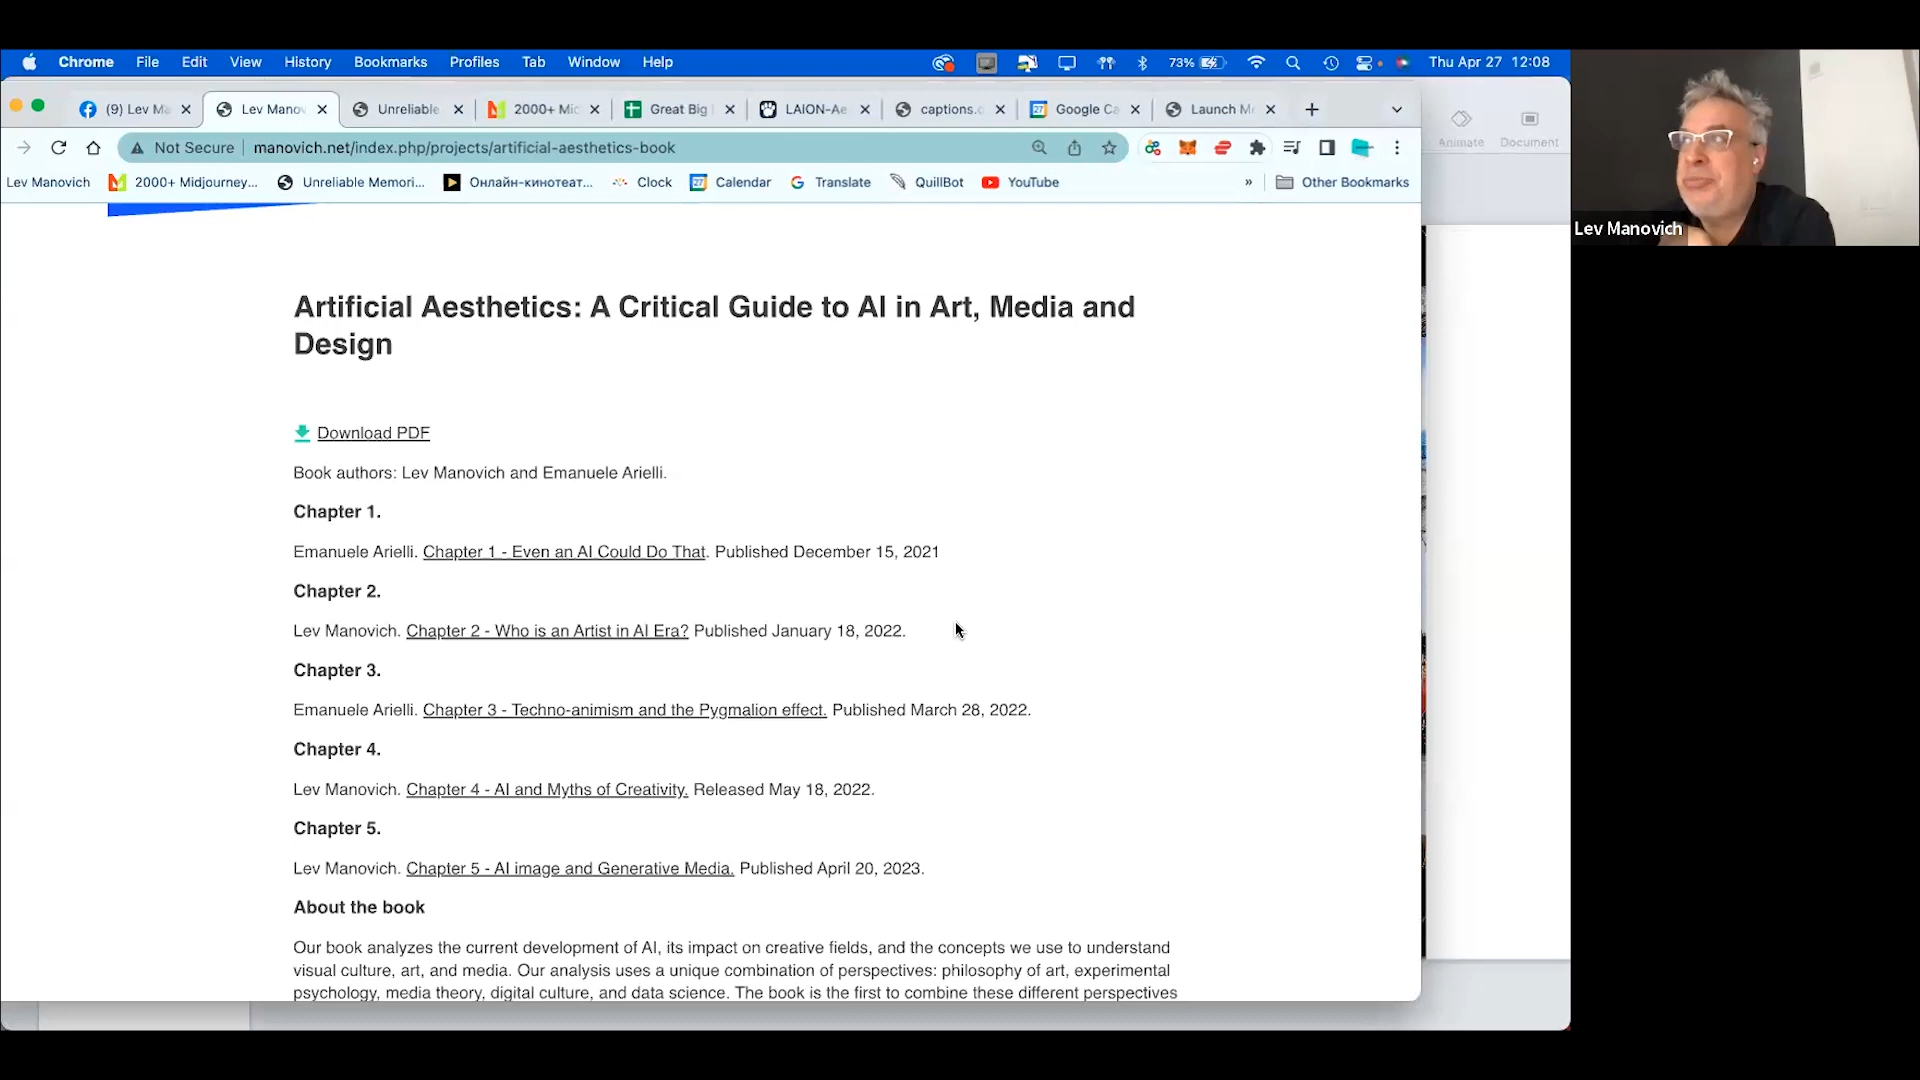 Chrome File Edit View History Bookmarks Profiles Tab Window Help 73% Thu Apr 27 12:08
(9) Lev Ma Lev Manov Unreliable 2000+ Mid Great Big LAION-Ae captions. Google Ca Launch M
Animate Document
Not Secure manovich.net/index.php/projects/artificial-aesthetics-book
Lev Manovich 2000+ Midjourney... Unreliable Memori... Онлайн-кинотеат... Clock 27 Calendar Translate QuillBot YouTube » Other Bookmarks
Lev Manovich
Artificial Aesthetics: A Critical Guide to AI in Art, Media and
Design
Download PDF
Book authors: Lev Manovich and Emanuele Arielli.
Chapter 1.
Emanuele Arielli. Chapter 1 - Even an AI Could Do That. Published December 15, 2021
Chapter 2.
Lev Manovich. Chapter 2 - Who is an Artist in AI Era? Published January 18, 2022.
Chapter 3.
Emanuele Arielli. Chapter 3 - Techno-animism and the Pygmalion effect. Published March 28, 2022.
Chapter 4.
Lev Manovich. Chapter 4 - AI and Myths of Creativity. Released May 18, 2022.
Chapter 5.
Lev Manovich. Chapter 5 - AI image and Generative Media. Published April 20, 2023.
About the book
Our book analyzes the current development of AI, its impact on creative fields, and the concepts we use to understand
visual culture, art, and media. Our analysis uses a unique combination of perspectives: philosophy of art, experimental
psychology, media theory, digital culture, and data science. The book is the first to combine these different perspectives